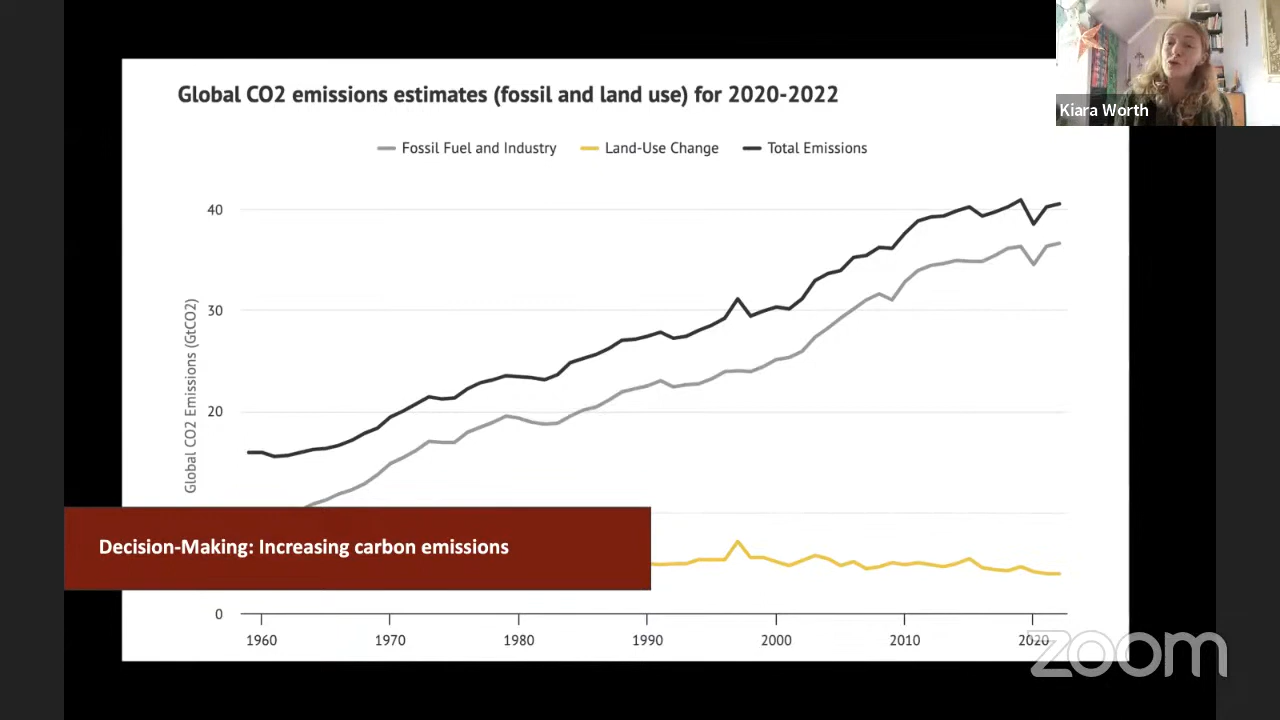 Global CO2 emissions estimates (fossil and land use) for 2020-2022
Kiara Worth
Fossil Fuel and Industry
Land-Use Change
Total Emissions
Global CO2 Emissions (GtCO2)
40
30
20
Decision-Making: Increasing carbon emissions
0
1960
1970
1980
1990
2000
2010
2020
zoom